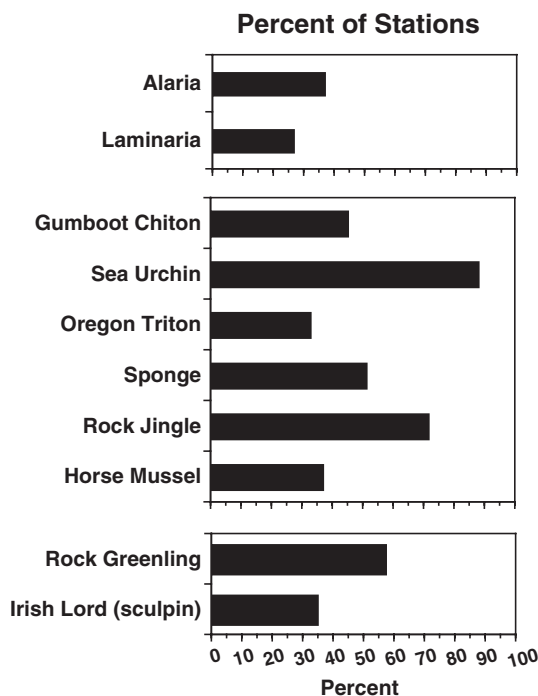 Percent of Stations
Alaria
Laminaria
Gumboot Chiton
Sea Urchin
Oregon Triton
Sponge
Rock Jingle
Horse Mussel
Rock Greenling
Irish Lord (sculpin)
0 10 20 30 40 50 60 70 80 90 100
Percent